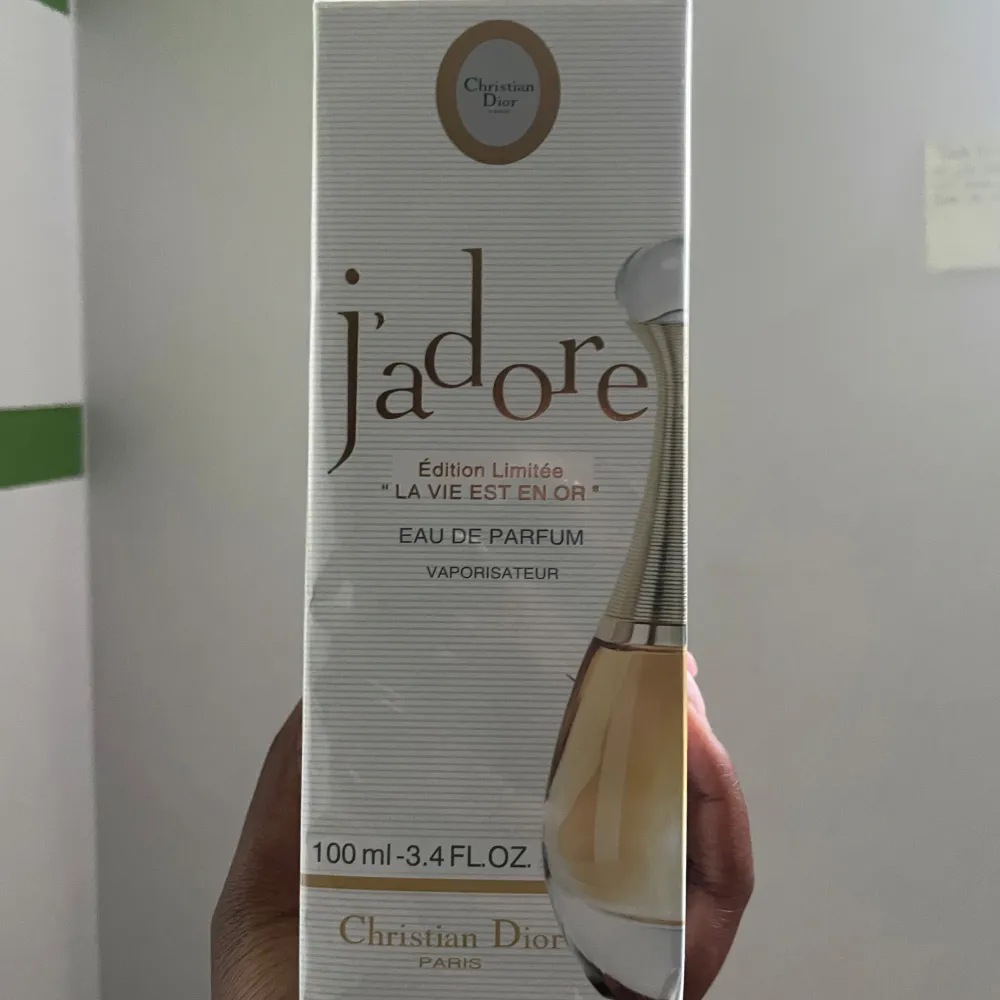 Christian
Dior
j'adore
Édition Limitée
" LA VIE EST EN OR "
EAU DE PARFUM
VAPORISATEUR
100 ml - 3.4 FL.OZ.
Christian Dior
PARIS